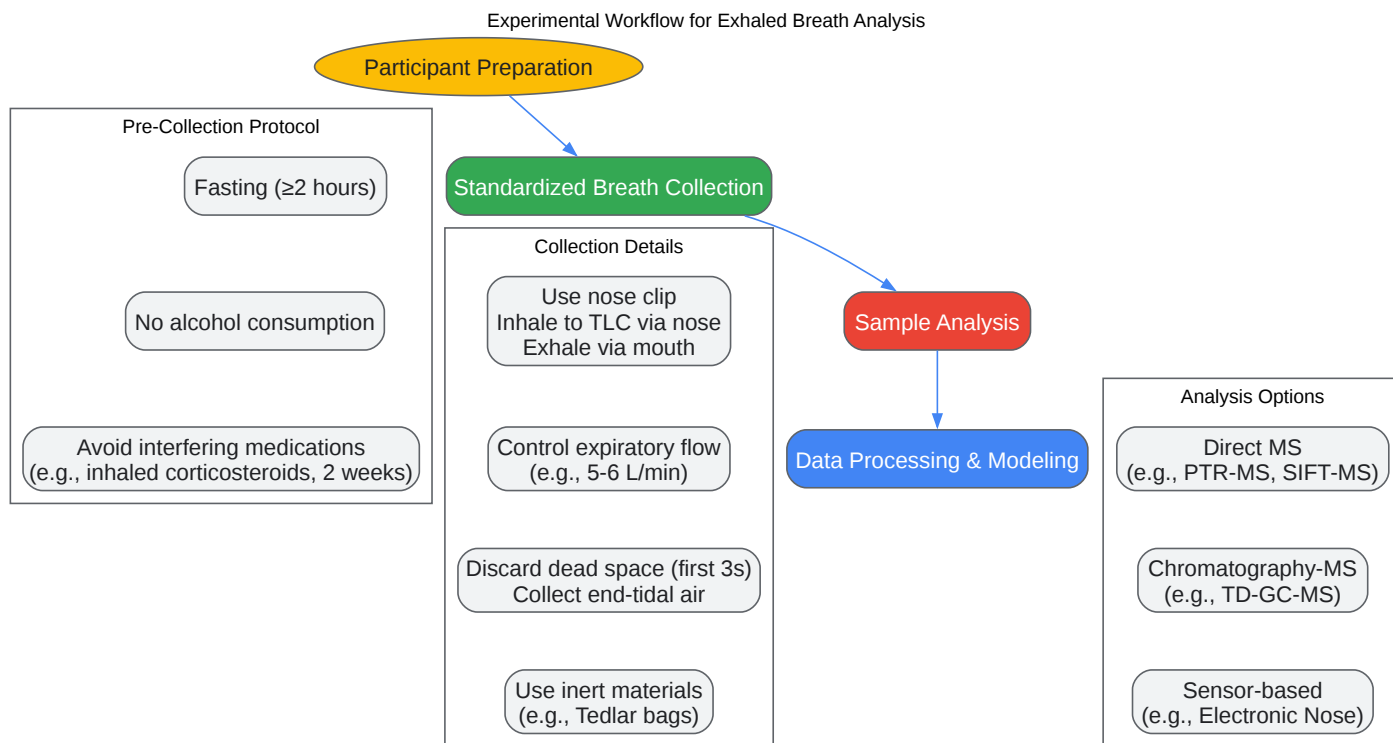 Experimental Workflow for Exhaled Breath Analysis
Participant Preparation
Pre-Collection Protocol
Fasting (≥2 hours)
No alcohol consumption
Avoid interfering medications
(e.g., inhaled corticosteroids, 2 weeks)
Standardized Breath Collection
Collection Details
Use nose clip
Inhale to TLC via nose
Exhale via mouth
Control expiratory flow
(e.g., 5-6 L/min)
Discard dead space (first 3s)
Collect end-tidal air
Use inert materials
(e.g., Tedlar bags)
Sample Analysis
Data Processing & Modeling
Analysis Options
Direct MS
(e.g., PTR-MS, SIFT-MS)
Chromatography-MS
(e.g., TD-GC-MS)
Sensor-based
(e.g., Electronic Nose)